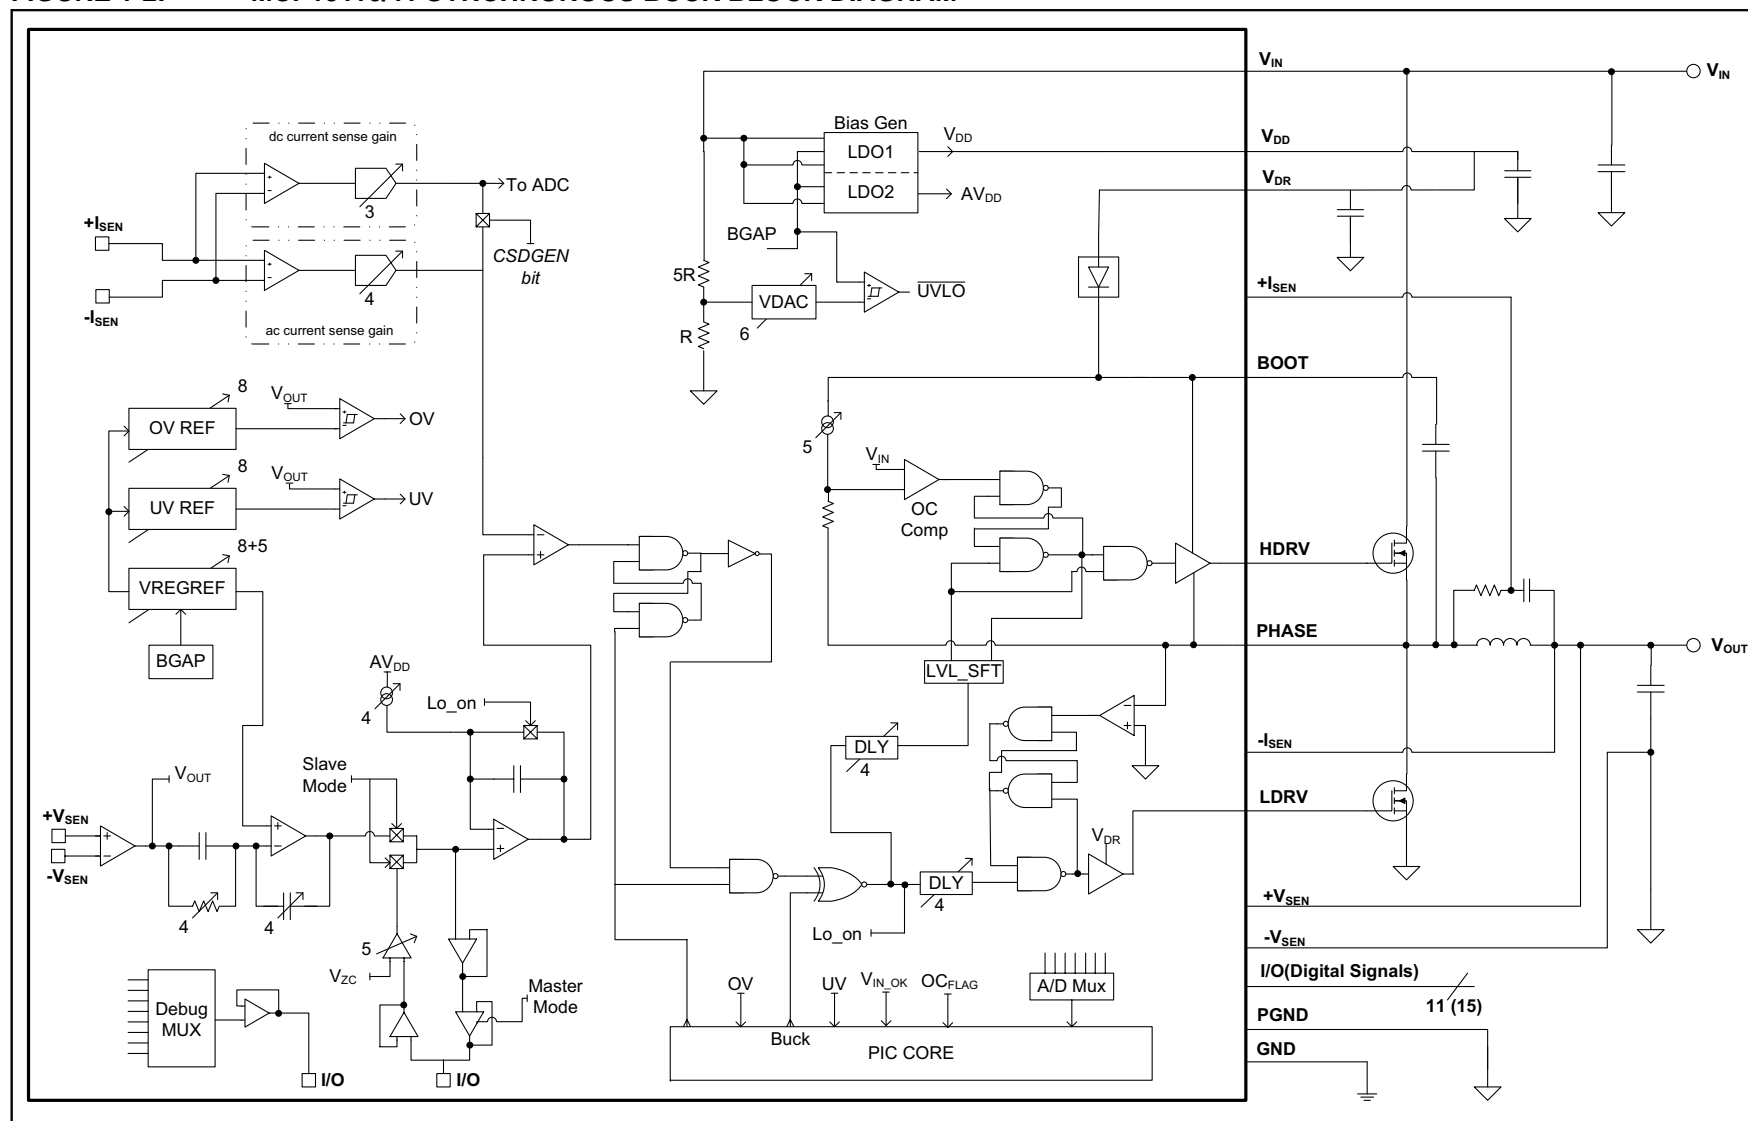 dc current sense gain
3
To ADC
+ISEN
4
-ISEN
ac current sense gain
CSDGEN
bit
8
VOUT
OV REF
OV
8
VOUT
UV REF
UV
8+5
VREGREF
BGAP
Bias Gen
LDO1
LDO2
VDD
AVDD
BGAP
5R
VDAC
6
UVLO
R
5
VIN
OC
Comp
LVL_SFT
DLY
4
AVDD
4
Lo_on
Slave
Mode
VOUT
+VSEN
-VSEN
4
4
5
VZC
Master
Mode
Debug
MUX
I/O
I/O
DLY
4
VDR
Lo_on
OV
Buck
UV
VIN_OK
OCFLAG
A/D Mux
PIC CORE
VIN
VIN
VDD
VDR
+ISEN
BOOT
HDRV
PHASE
VOUT
-ISEN
LDRV
+VSEN
-VSEN
I/O(Digital Signals)
11 (15)
PGND
GND